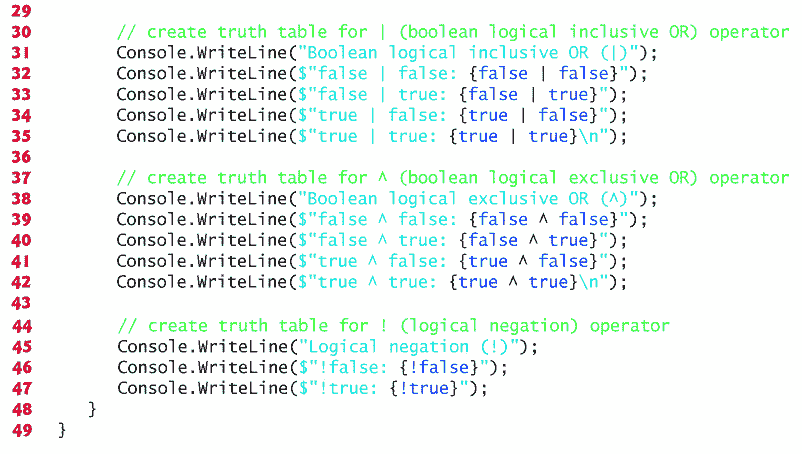 29
30 // create truth table for | (boolean logical inclusive OR) operator
31 Console.WriteLine("Boolean logical inclusive OR (|)");
32 Console.WriteLine($"false | false: {false | false}");
33 Console.WriteLine($"false | true: {false | true}");
34 Console.WriteLine($"true | false: {true | false}");
35 Console.WriteLine($"true | true: {true | true}\n");
36
37 // create truth table for ^ (boolean logical exclusive OR) operator
38 Console.WriteLine("Boolean logical exclusive OR (^)");
39 Console.WriteLine($"false ^ false: {false ^ false}");
40 Console.WriteLine($"false ^ true: {false ^ true}");
41 Console.WriteLine($"true ^ false: {true ^ false}");
42 Console.WriteLine($"true ^ true: {true ^ true}\n");
43
44 // create truth table for ! (logical negation) operator
45 Console.WriteLine("Logical negation (!)");
46 Console.WriteLine($"!false: {!false}");
47 Console.WriteLine($"!true: {!true}");
48 }
49 }